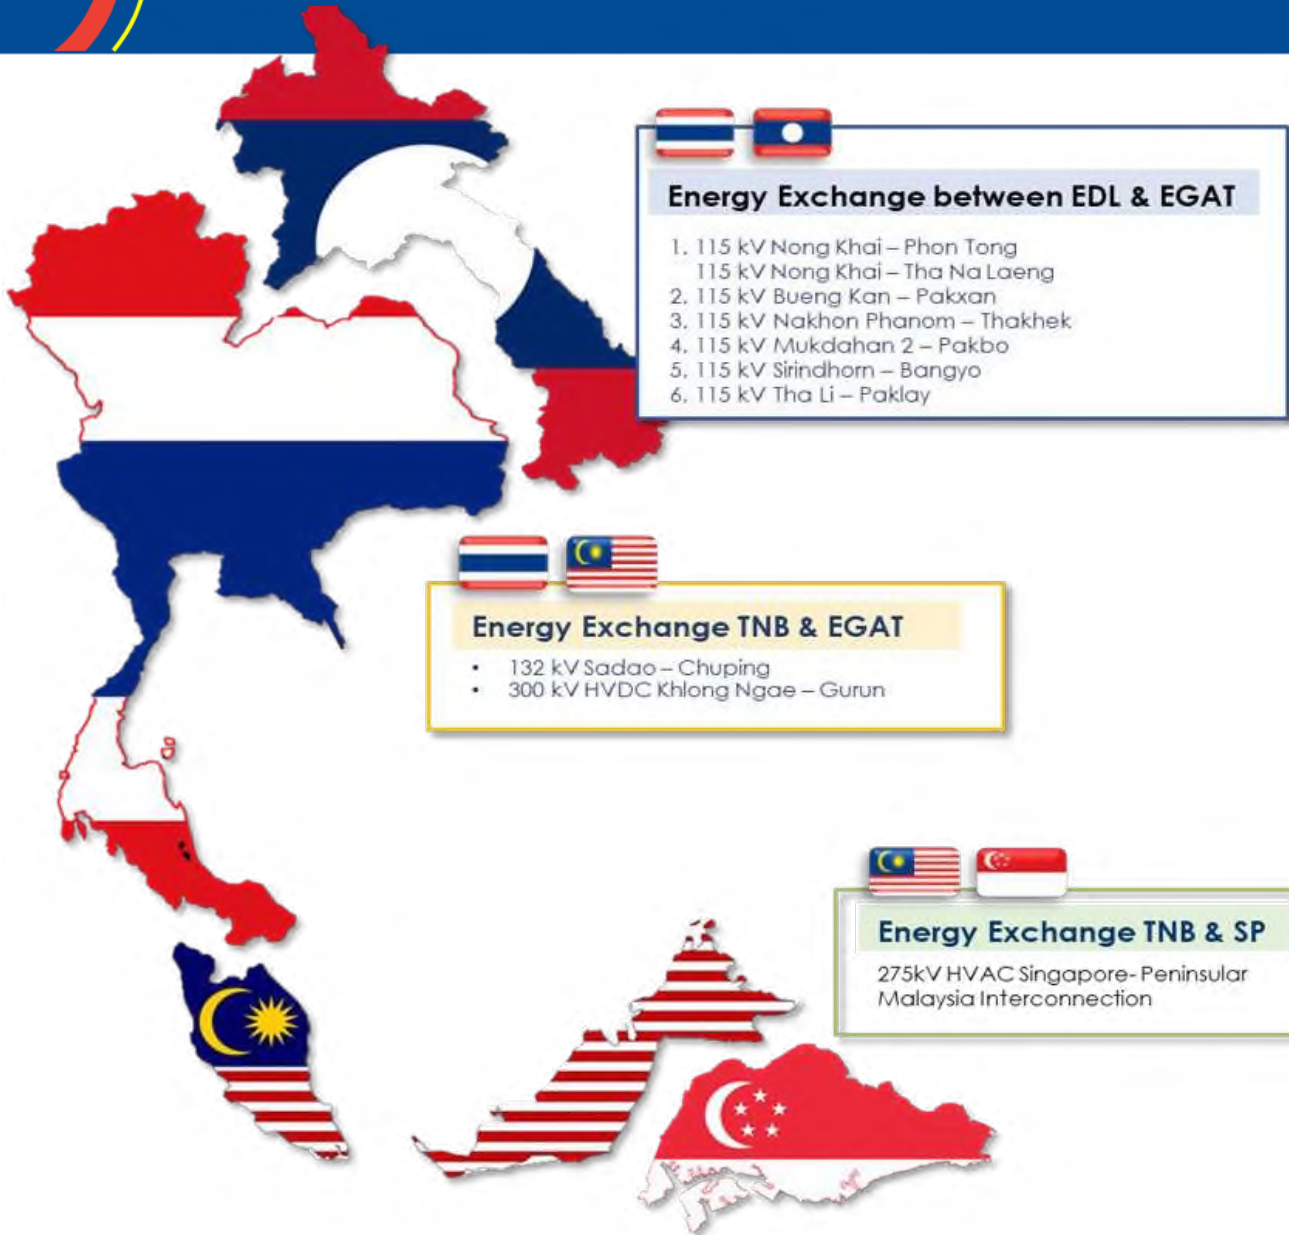 Energy Exchange between EDL & EGAT
1. 115 kV Nong Khai – Phon Tong
115 kV Nong Khai – Tha Na Laeng
2. 115 kV Bueng Kan – Pakxan
3. 115 kV Nakhon Phanom – Thakhek
4. 115 kV Mukdahan 2 – Pakbo
5. 115 kV Sirindhorn – Bangyo
6. 115 kV Tha Li – Paklay
Energy Exchange TNB & EGAT
• 132 kV Sadao – Chuping
• 300 kV HVDC Khlong Ngae – Gurun
Energy Exchange TNB & SP
275kV HVAC Singapore- Peninsular
Malaysia Interconnection